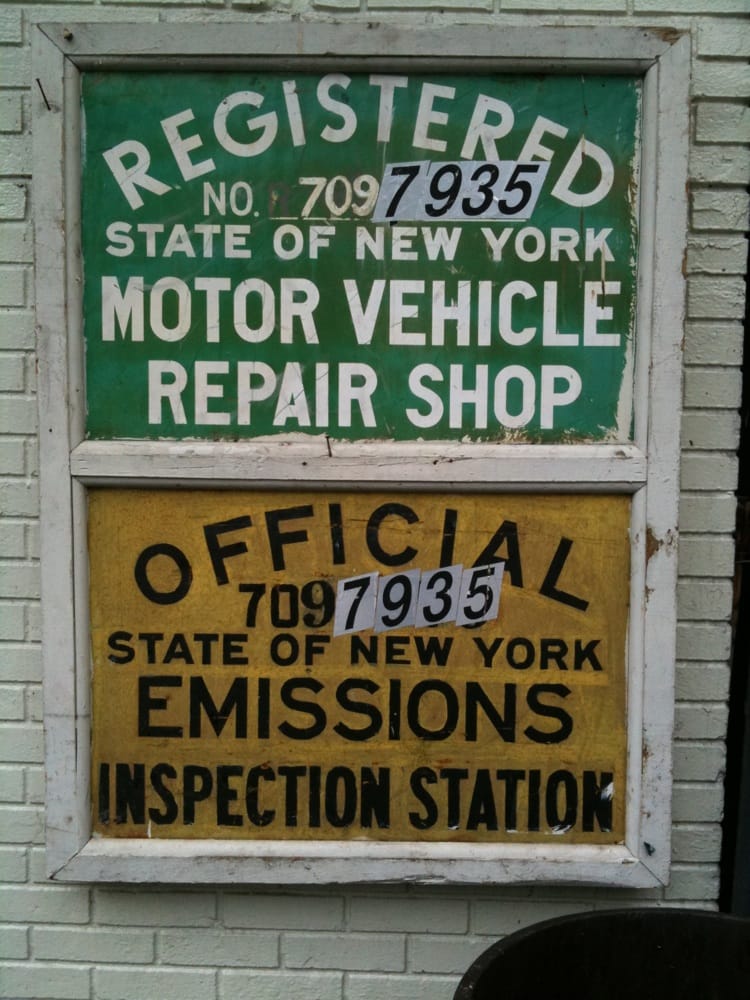 REGISTERED
NO. R 7097935
STATE OF NEW YORK
MOTOR VEHICLE
REPAIR SHOP
OFFICIAL
7097935
STATE OF NEW YORK
EMISSIONS
INSPECTION STATION